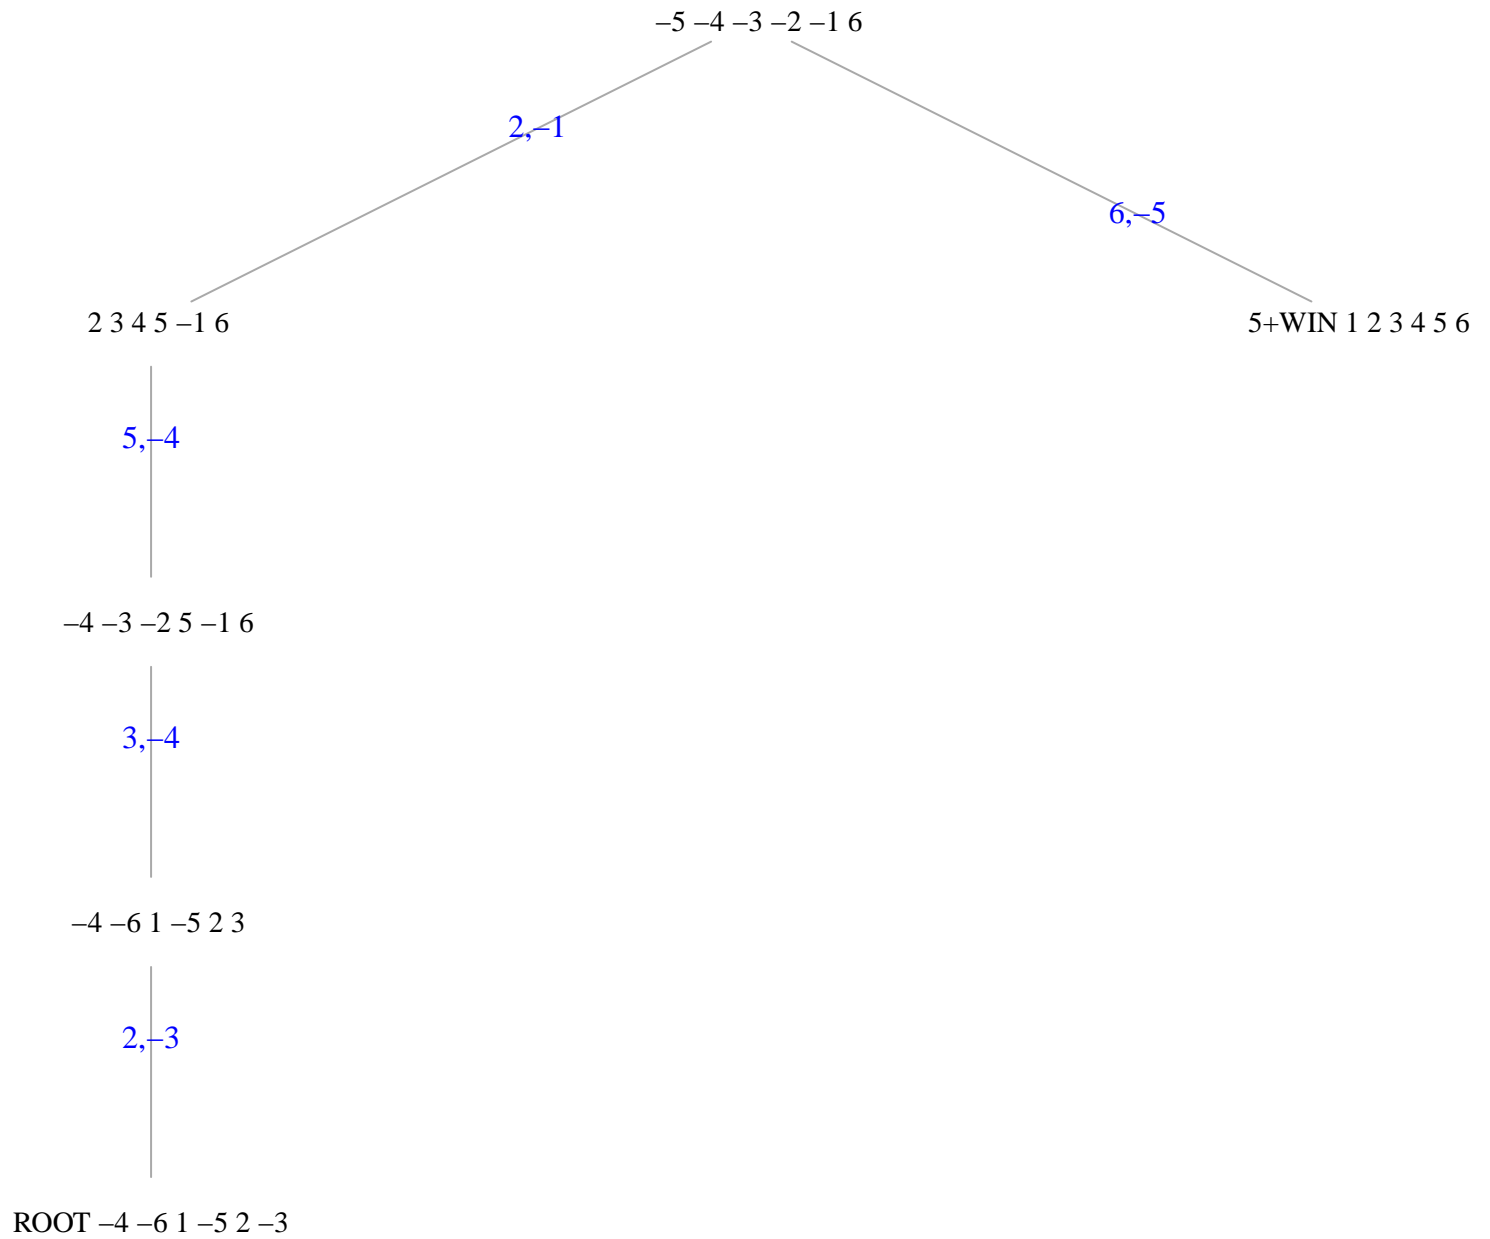 –5 –4 –3 –2 –1 6
2,–1
6,–5
2 3 4 5 –1 6
5+WIN 1 2 3 4 5 6
5,–4
–4 –3 –2 5 –1 6
3,–4
–4 –6 1 –5 2 3
2,–3
ROOT –4 –6 1 –5 2 –3